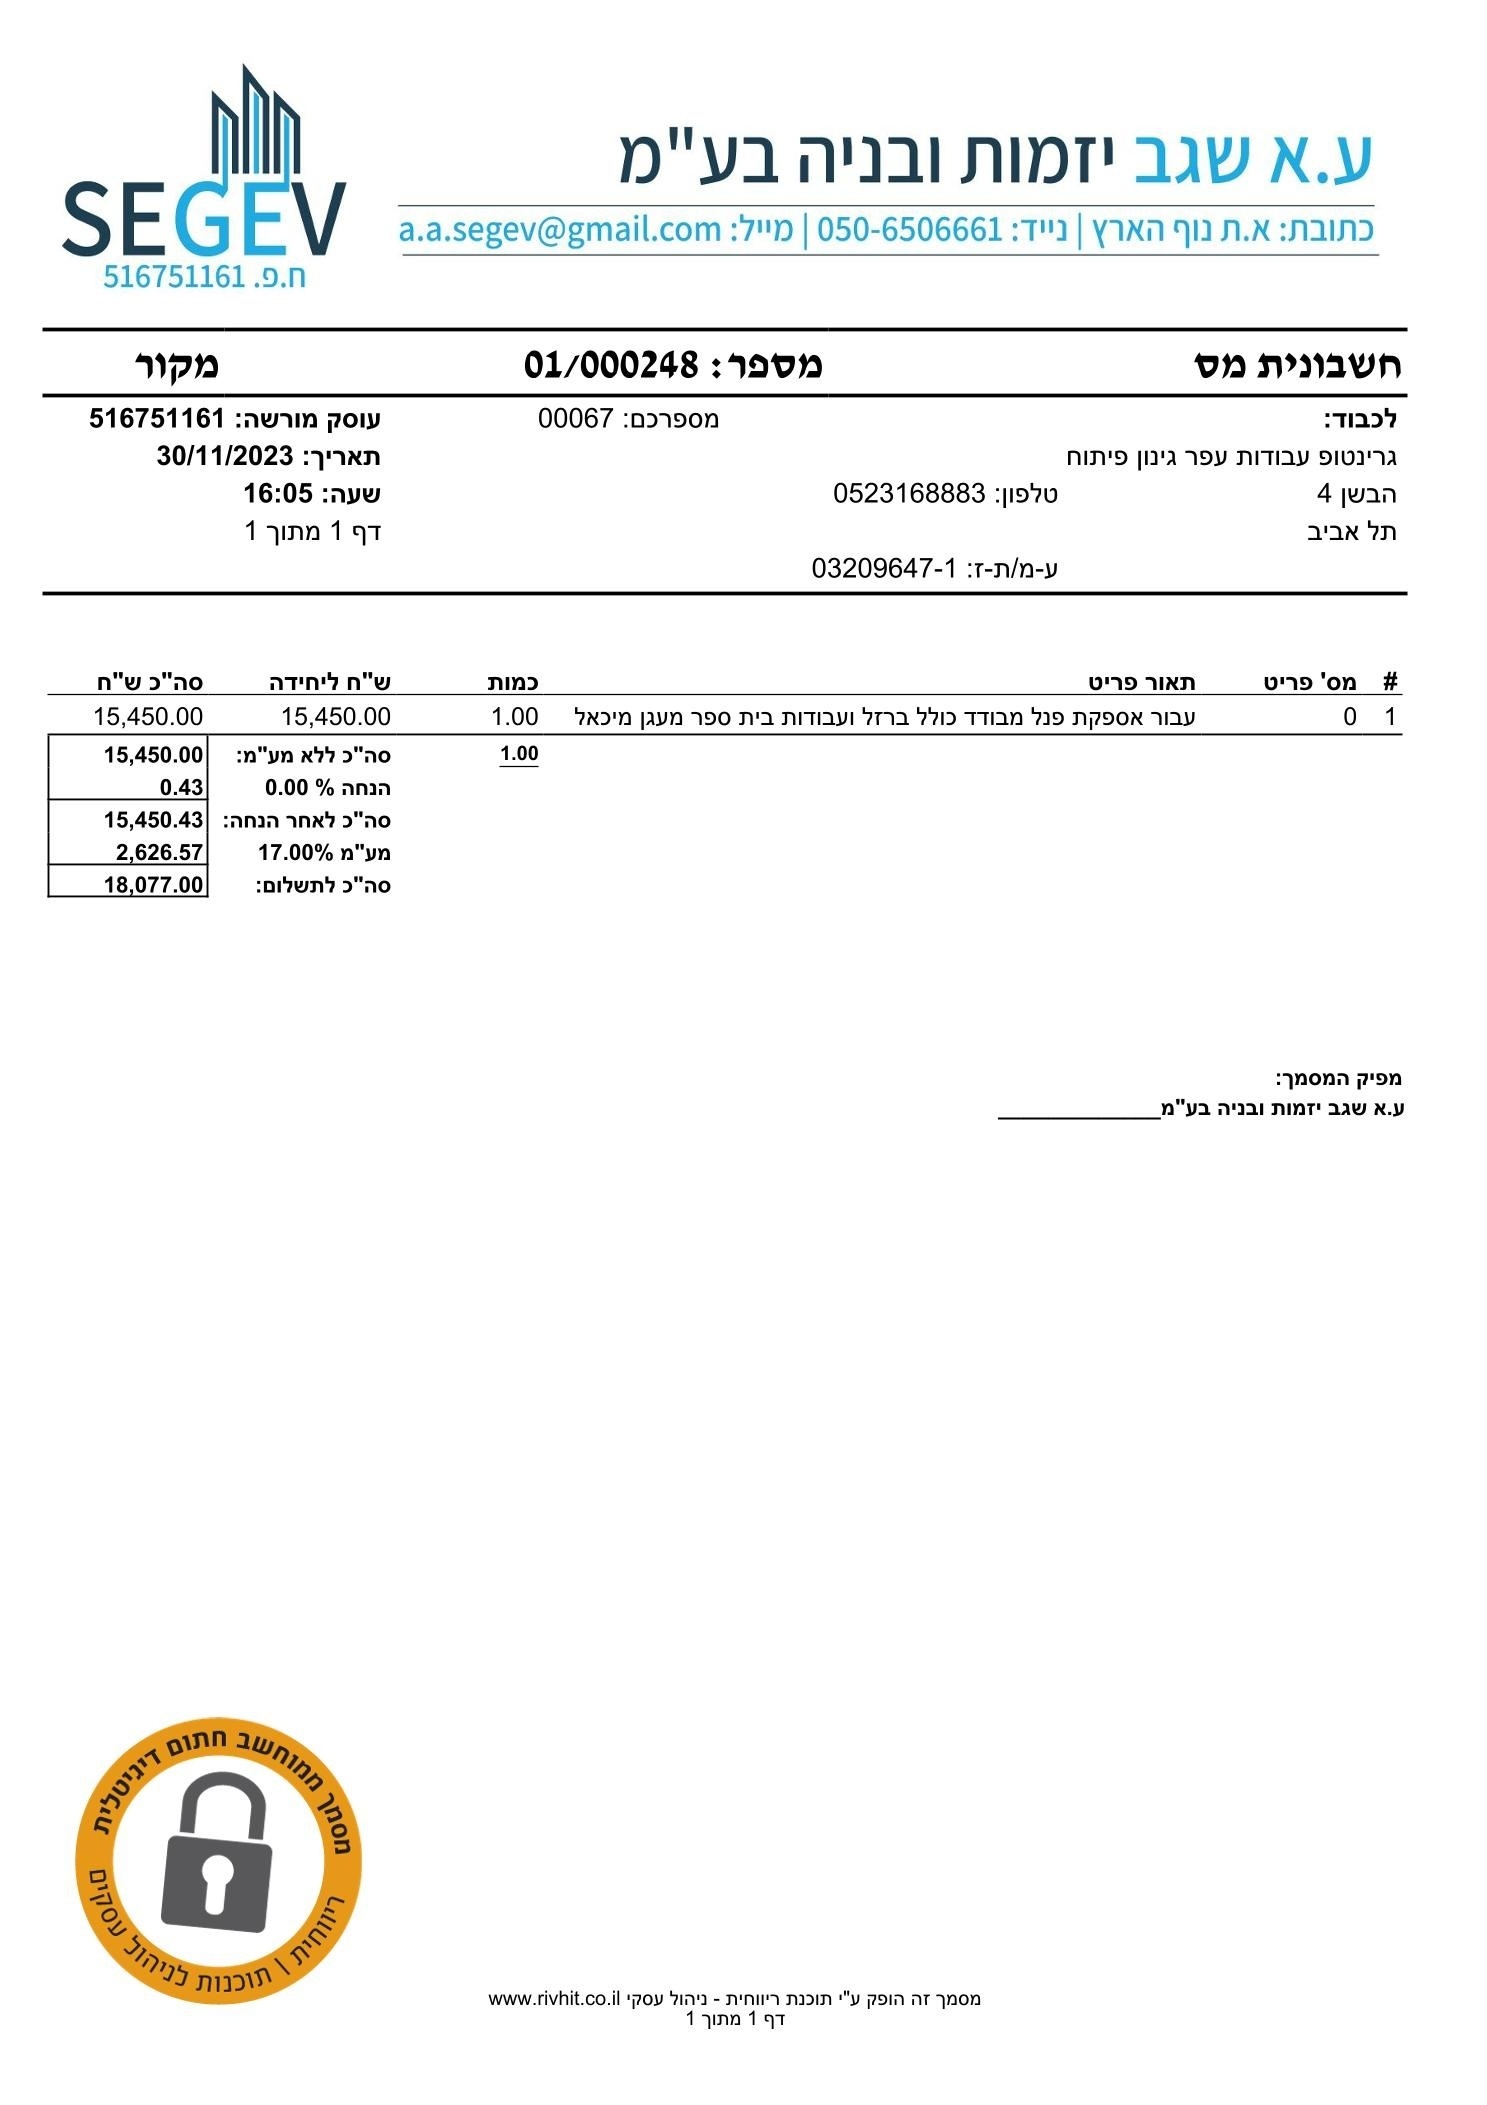 SEGEV
ח.פ. 516751161
ע.א שגב יזמות ובניה בע"מ
כתובת: א.ת נוף הארץ | נייד: 050-6506661 | מייל: a.a.segev@gmail.com
חשבונית מס מספר: 01/000248 מקור
לכבוד: מספרכם: 00067 עוסק מורשה: 516751161
גרינטופ עבודות עפר גינון פיתוח תאריך: 30/11/2023
הבשן 4 טלפון: 0523168883 שעה: 16:05
תל אביב דף 1 מתוך 1
ע-מ/ת-ז: 03209647-1
# מס' פריט תאור פריט כמות ש"ח ליחידה סה"כ ש"ח
1 0 עבור אספקת פנל מבודד כולל ברזל ועבודות בית ספר מעגן מיכאל 1.00 15,450.00 15,450.00
1.00 סה"כ ללא מע"מ: 15,450.00
הנחה % 0.00 0.43
סה"כ לאחר הנחה: 15,450.43
מע"מ 17.00% 2,626.57
סה"כ לתשלום: 18,077.00
מפיק המסמך:
ע.א שגב יזמות ובניה בע"מ_______________
מסמך ממוחשב חתום דיגיטלית
ריווחית | תוכנות לניהול עסקים
מסמך זה הופק ע"י תוכנת ריווחית - ניהול עסקי www.rivhit.co.il
דף 1 מתוך 1